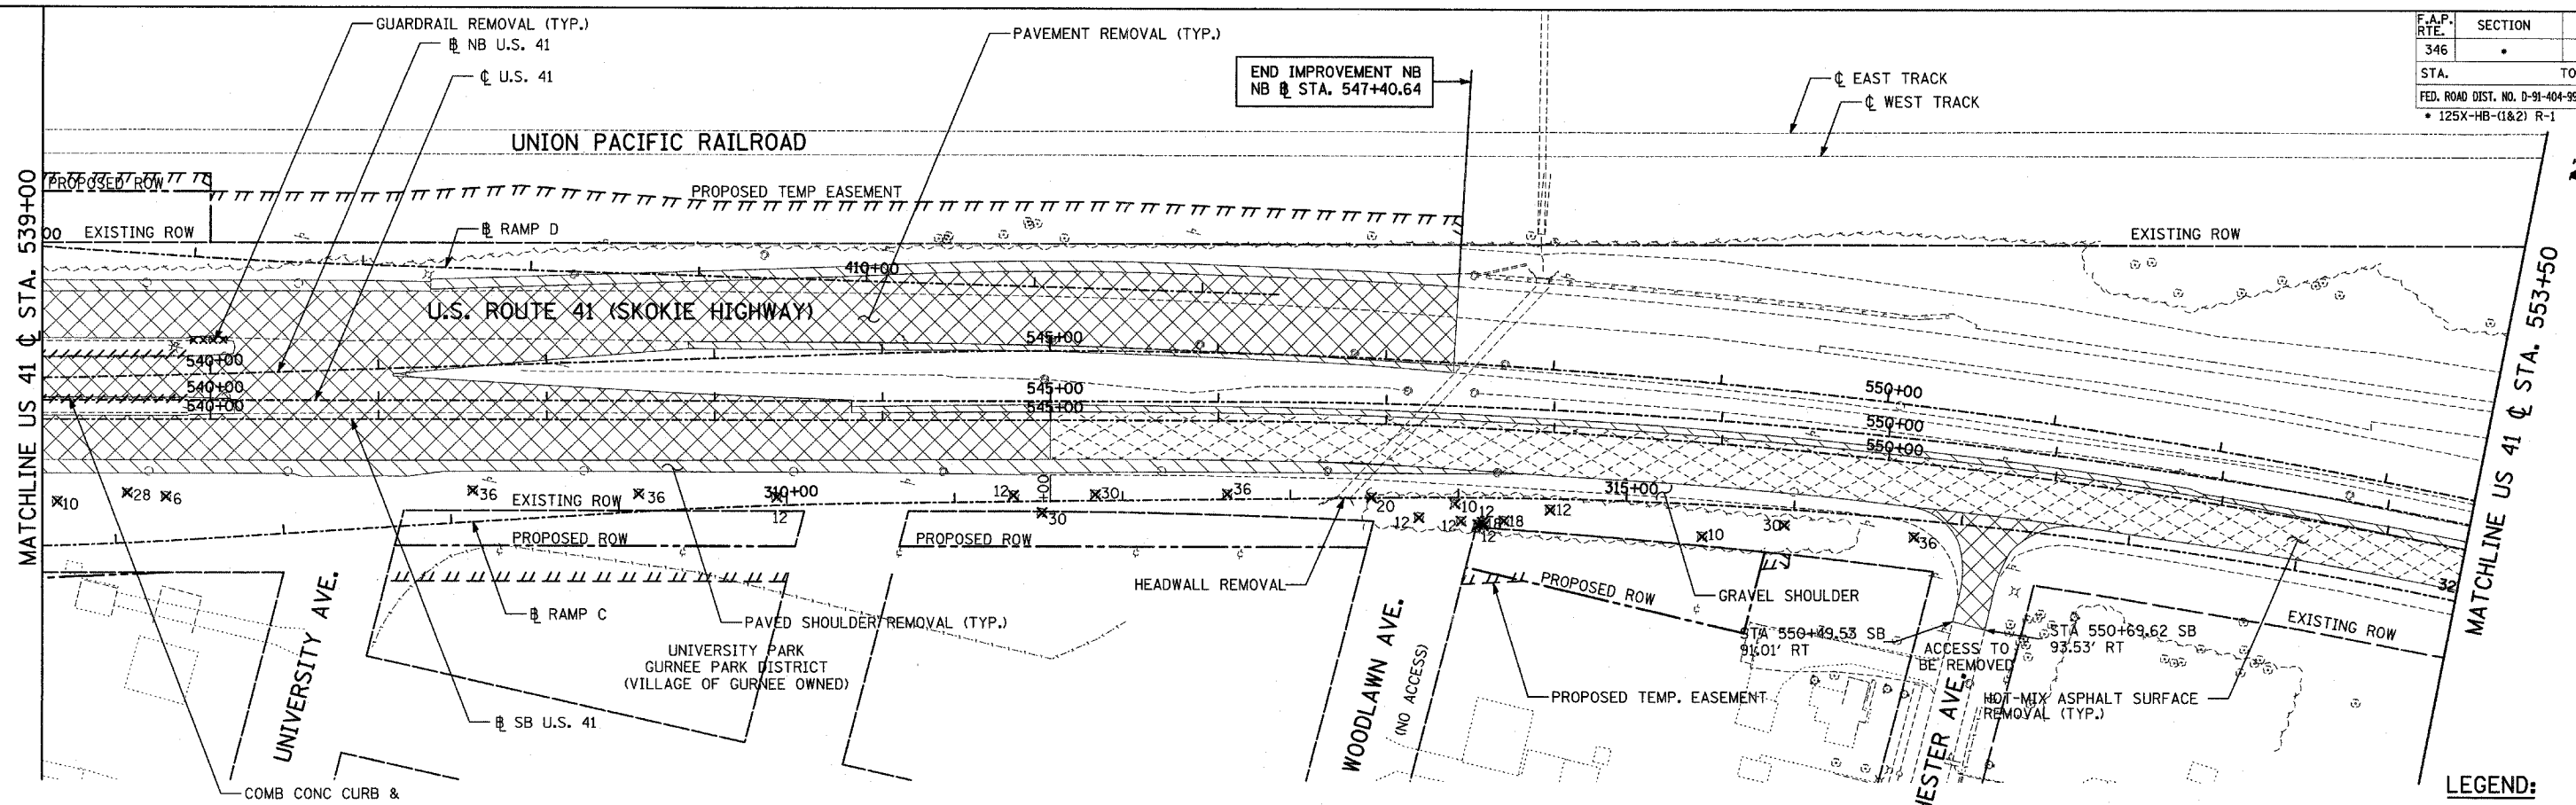 GUARDRAIL REMOVAL (TYP.)
℄ NB U.S. 41
℄ U.S. 41
PAVEMENT REMOVAL (TYP.)
END IMPROVEMENT NB
NB ℄ STA. 547+40.64
℄ EAST TRACK
℄ WEST TRACK
F.A.P. RTE.
SECTION
346
*
STA.
TO
FED. ROAD DIST. NO. D-91-404-99
* 125X-HB-(1&2) R-1
UNION PACIFIC RAILROAD
PROPOSED ROW
PROPOSED TEMP EASEMENT
MATCHLINE US 41 ℄ STA. 539+00
00
EXISTING ROW
℄ RAMP D
EXISTING ROW
410+00
U.S. ROUTE 41 (SKOKIE HIGHWAY)
540+00
540+00
540+00
545+00
545+00
545+00
550+00
550+00
550+00
MATCHLINE US 41 ℄ STA. 553+50
10
28
6
36
EXISTING ROW
36
310+00
12
12
+00
30
30
36
20
12
10
12
12
12
18
12
315+00
10
30
36
32
PROPOSED ROW
PROPOSED ROW
HEADWALL REMOVAL
PROPOSED ROW
GRAVEL SHOULDER
℄ RAMP C
PAVED SHOULDER REMOVAL (TYP.)
UNIVERSITY PARK
GURNEE PARK DISTRICT
(VILLAGE OF GURNEE OWNED)
℄ SB U.S. 41
UNIVERSITY AVE.
WOODLAWN AVE.
(NO ACCESS)
PROPOSED TEMP. EASEMENT
STA 550+49.53 SB
91.01' RT
ACCESS TO
BE REMOVED
STA 550+69.62 SB
93.53' RT
EXISTING ROW
HOT-MIX ASPHALT SURFACE
REMOVAL (TYP.)
HESTER AVE.
COMB CONC CURB &
LEGEND: